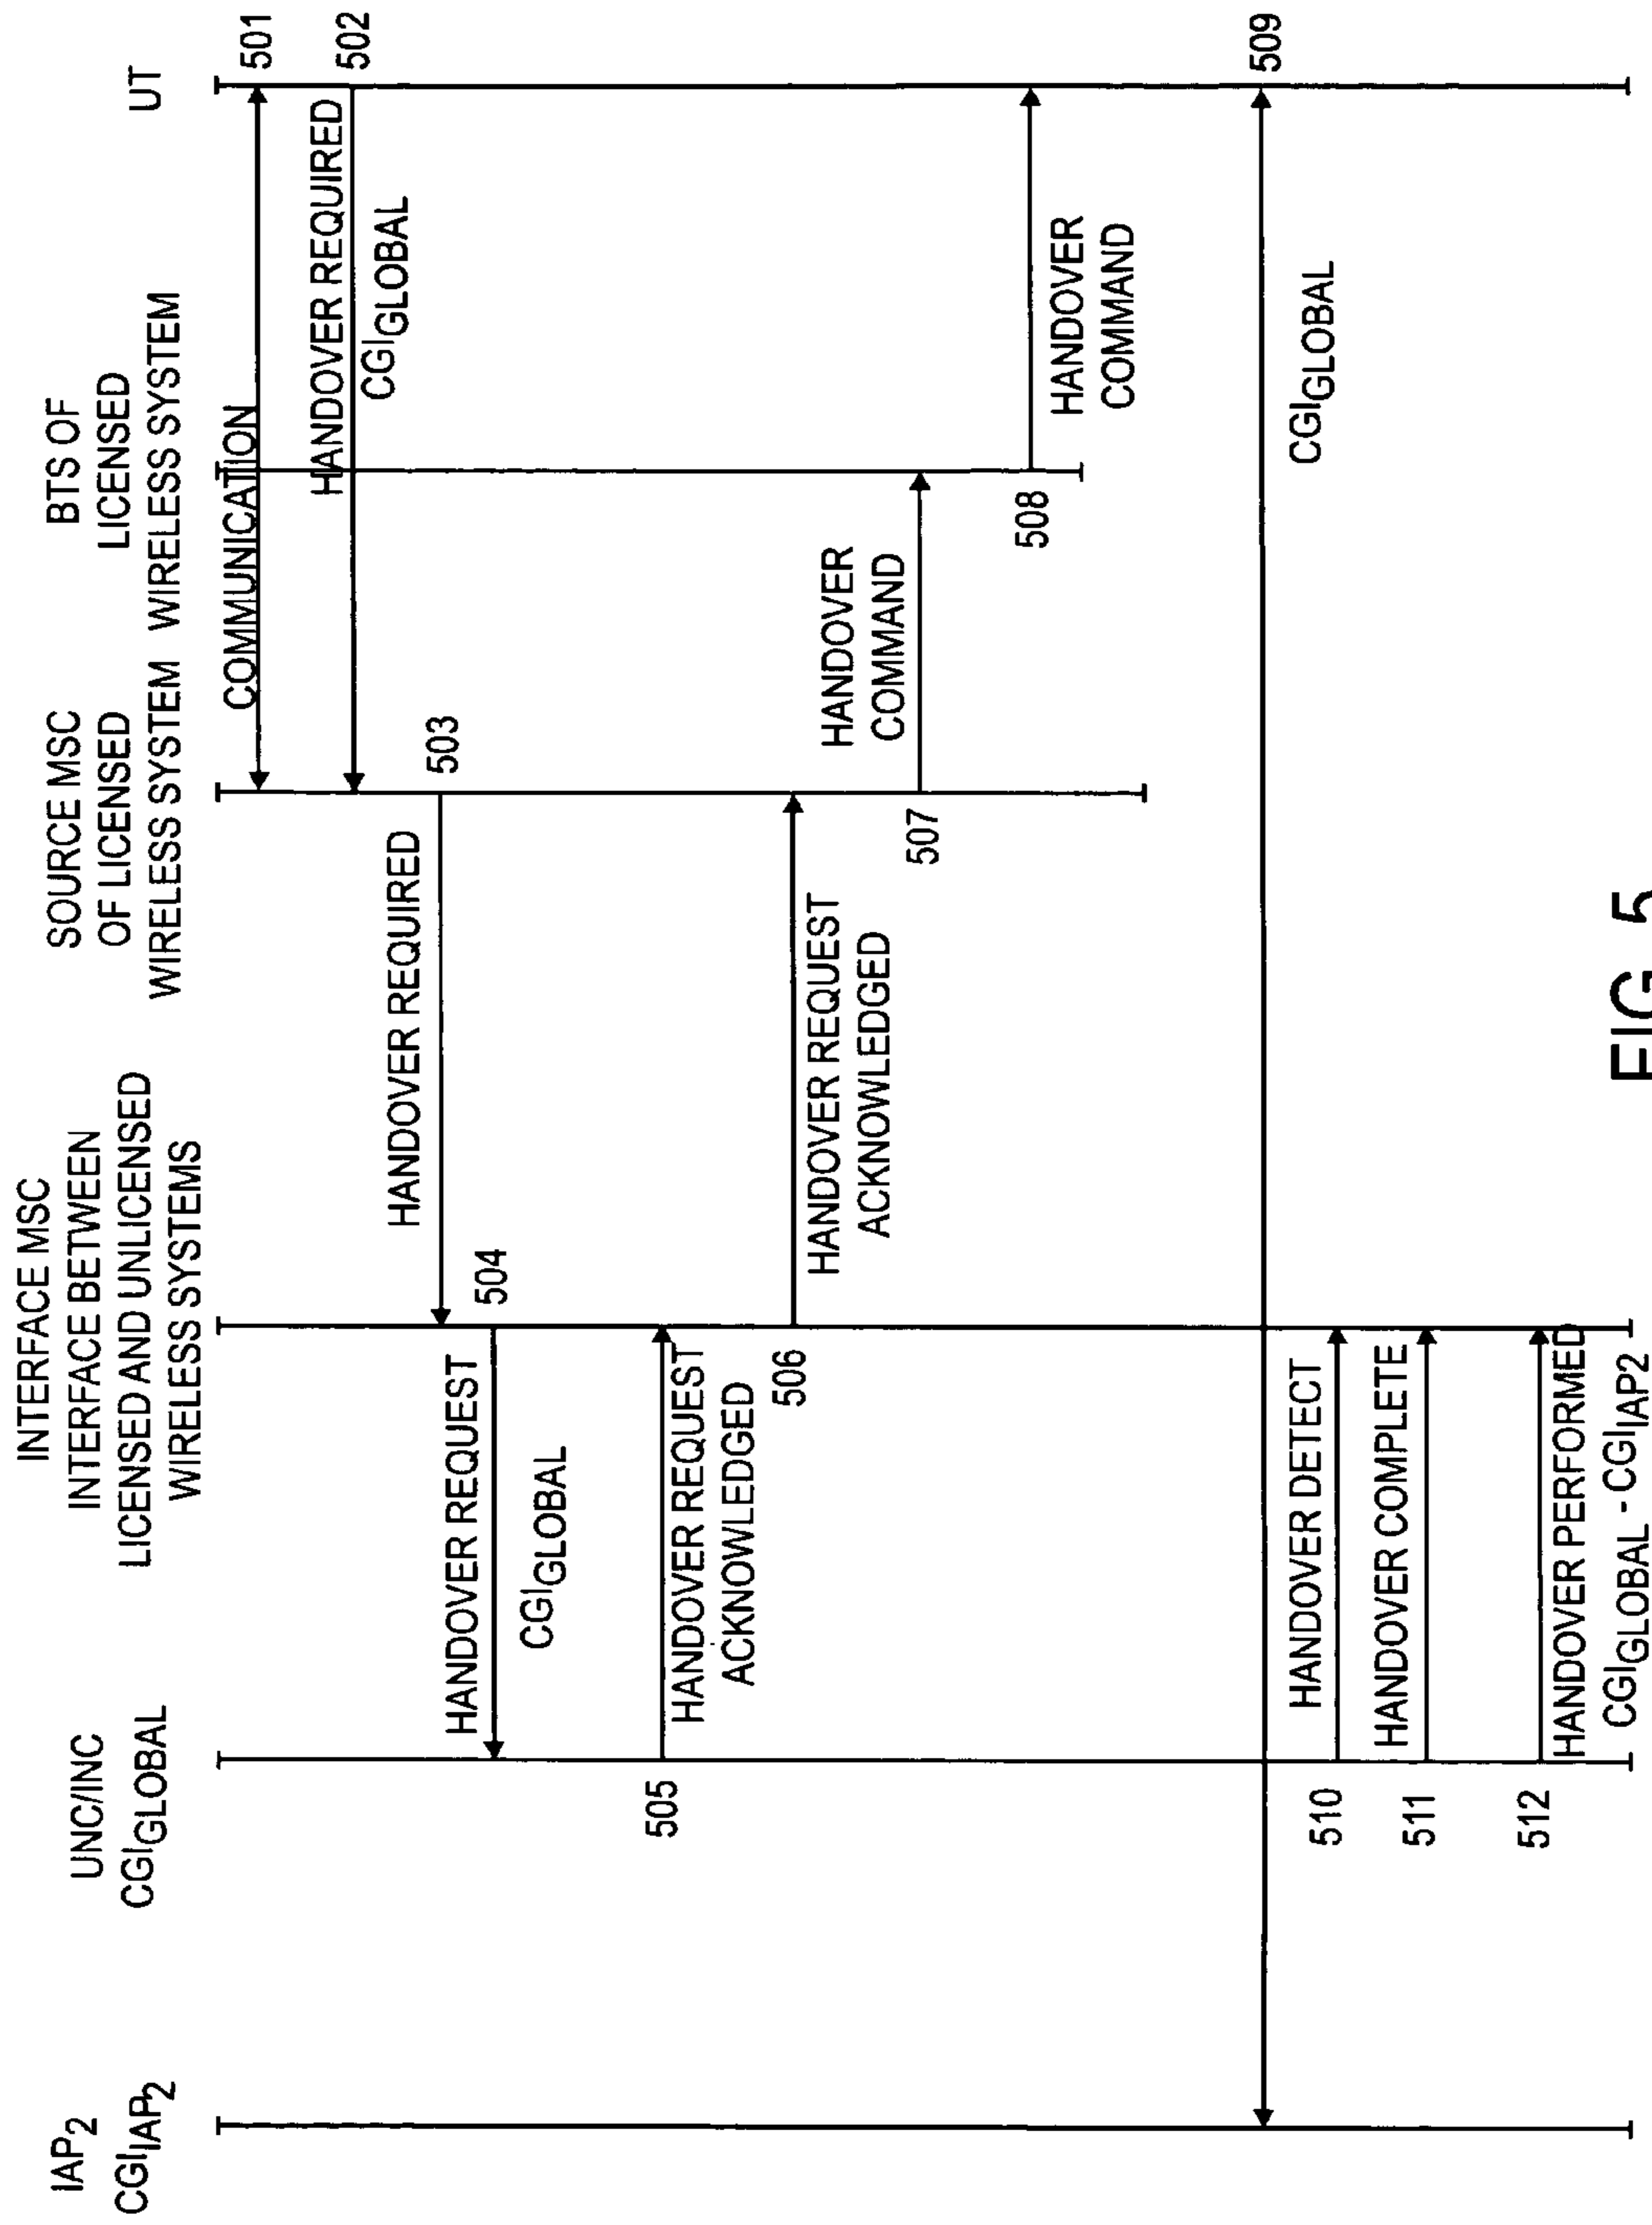 IAP2
CGIIAP2
UNC/INC
CGIGLOBAL
INTERFACE MSC
INTERFACE BETWEEN
LICENSED AND UNLICENSED
WIRELESS SYSTEMS
SOURCE MSC
OF LICENSED
WIRELESS SYSTEM
BTS OF
LICENSED
WIRELESS SYSTEM
UT
501
COMMUNICATION
502
HANDOVER REQUIRED
CGIGLOBAL
503
HANDOVER REQUIRED
504
HANDOVER REQUEST
CGIGLOBAL
505
HANDOVER REQUEST
ACKNOWLEDGED
506
HANDOVER REQUEST
ACKNOWLEDGED
507
HANDOVER
COMMAND
508
HANDOVER
COMMAND
509
CGIGLOBAL
510
HANDOVER DETECT
511
HANDOVER COMPLETE
512
HANDOVER PERFORMED
CGIGLOBAL - CGIIAP2
FIG. 5